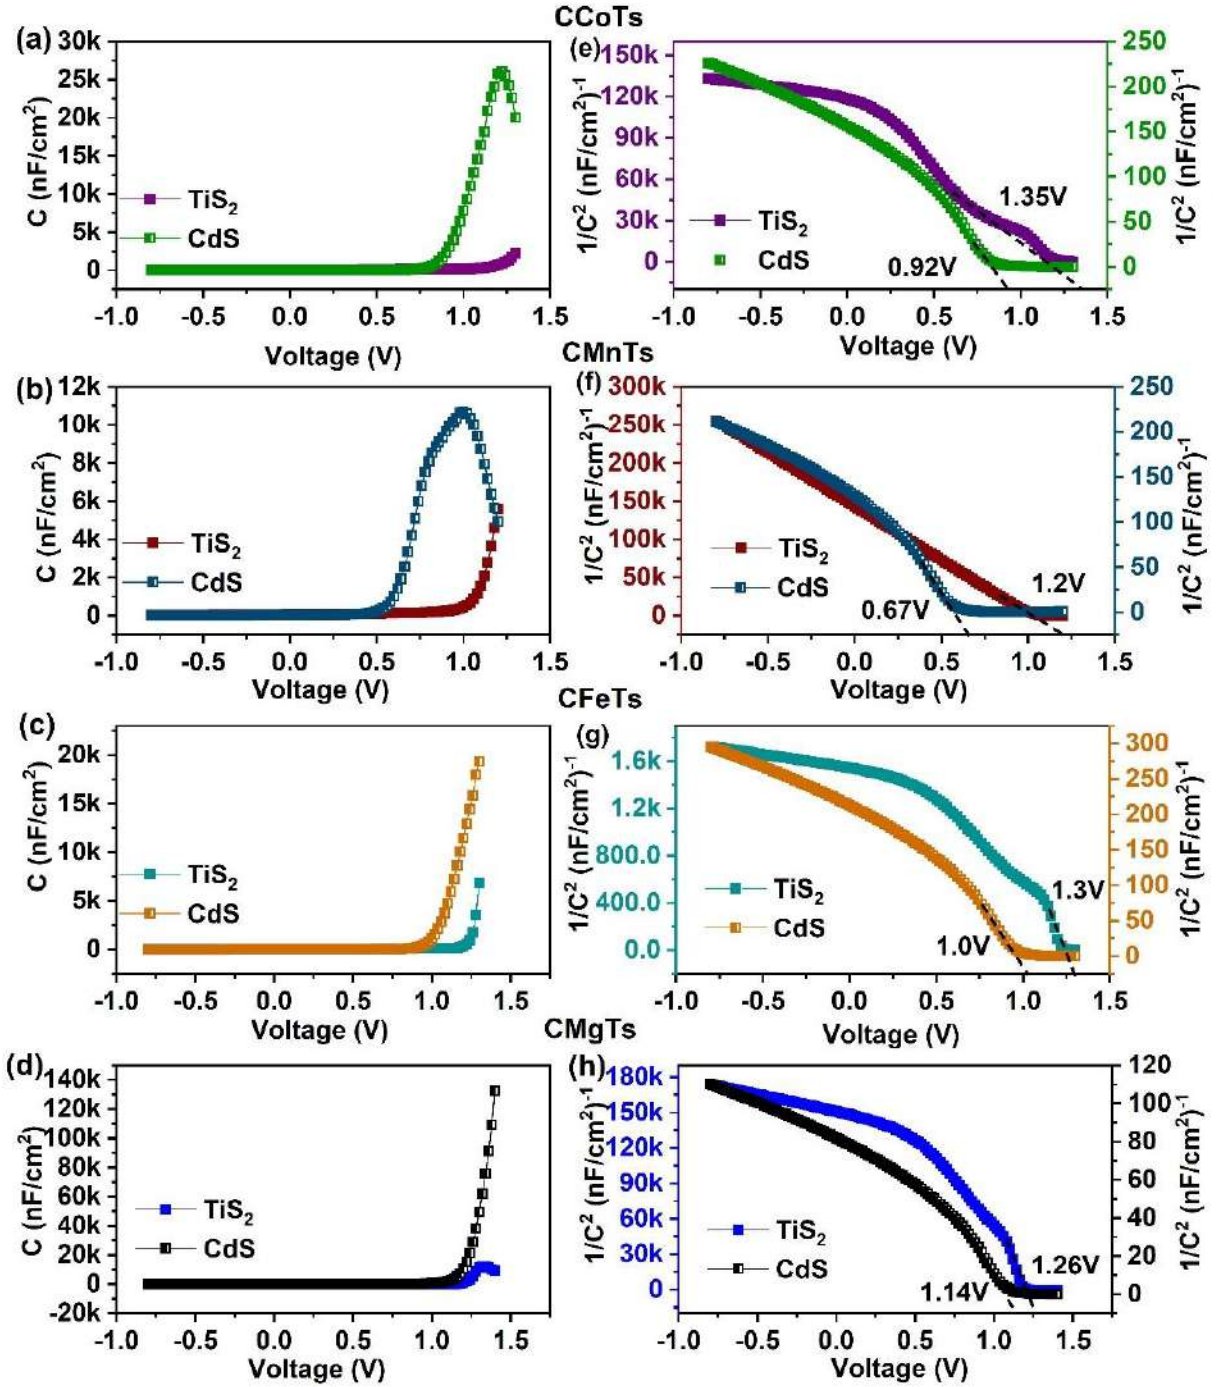 CCoTs
(a)
30k
25k
20k
15k
10k
5k
0
C (nF/cm²)
TiS₂
CdS
-1.0 -0.5 0.0 0.5 1.0 1.5
Voltage (V)
(e)
150k
120k
90k
60k
30k
0
1/C² (nF/cm²)⁻¹
TiS₂
CdS
1.35V
0.92V
250
200
150
100
50
0
1/C² (nF/cm²)⁻¹
-1.0 -0.5 0.0 0.5 1.0 1.5
Voltage (V)
CMnTs
(b)
12k
10k
8k
6k
4k
2k
0
C (nF/cm²)
TiS₂
CdS
-1.0 -0.5 0.0 0.5 1.0 1.5
Voltage (V)
(f)
300k
250k
200k
150k
100k
50k
0
1/C² (nF/cm²)⁻¹
TiS₂
CdS
1.2V
0.67V
250
200
150
100
50
0
1/C² (nF/cm²)⁻¹
-1.0 -0.5 0.0 0.5 1.0 1.5
Voltage (V)
CFeTs
(c)
20k
15k
10k
5k
0
C (nF/cm²)
TiS₂
CdS
-1.0 -0.5 0.0 0.5 1.0 1.5
Voltage (V)
(g)
1.6k
1.2k
800.0
400.0
0.0
1/C² (nF/cm²)⁻¹
TiS₂
CdS
1.3V
1.0V
300
250
200
150
100
50
0
1/C² (nF/cm²)⁻¹
-1.0 -0.5 0.0 0.5 1.0 1.5
Voltage (V)
CMgTs
(d)
140k
120k
100k
80k
60k
40k
20k
0
-20k
C (nF/cm²)
TiS₂
CdS
-1.0 -0.5 0.0 0.5 1.0 1.5
Voltage (V)
(h)
180k
150k
120k
90k
60k
30k
0
1/C² (nF/cm²)⁻¹
TiS₂
CdS
1.26V
1.14V
120
100
80
60
40
20
0
1/C² (nF/cm²)⁻¹
-1.0 -0.5 0.0 0.5 1.0 1.5
Voltage (V)